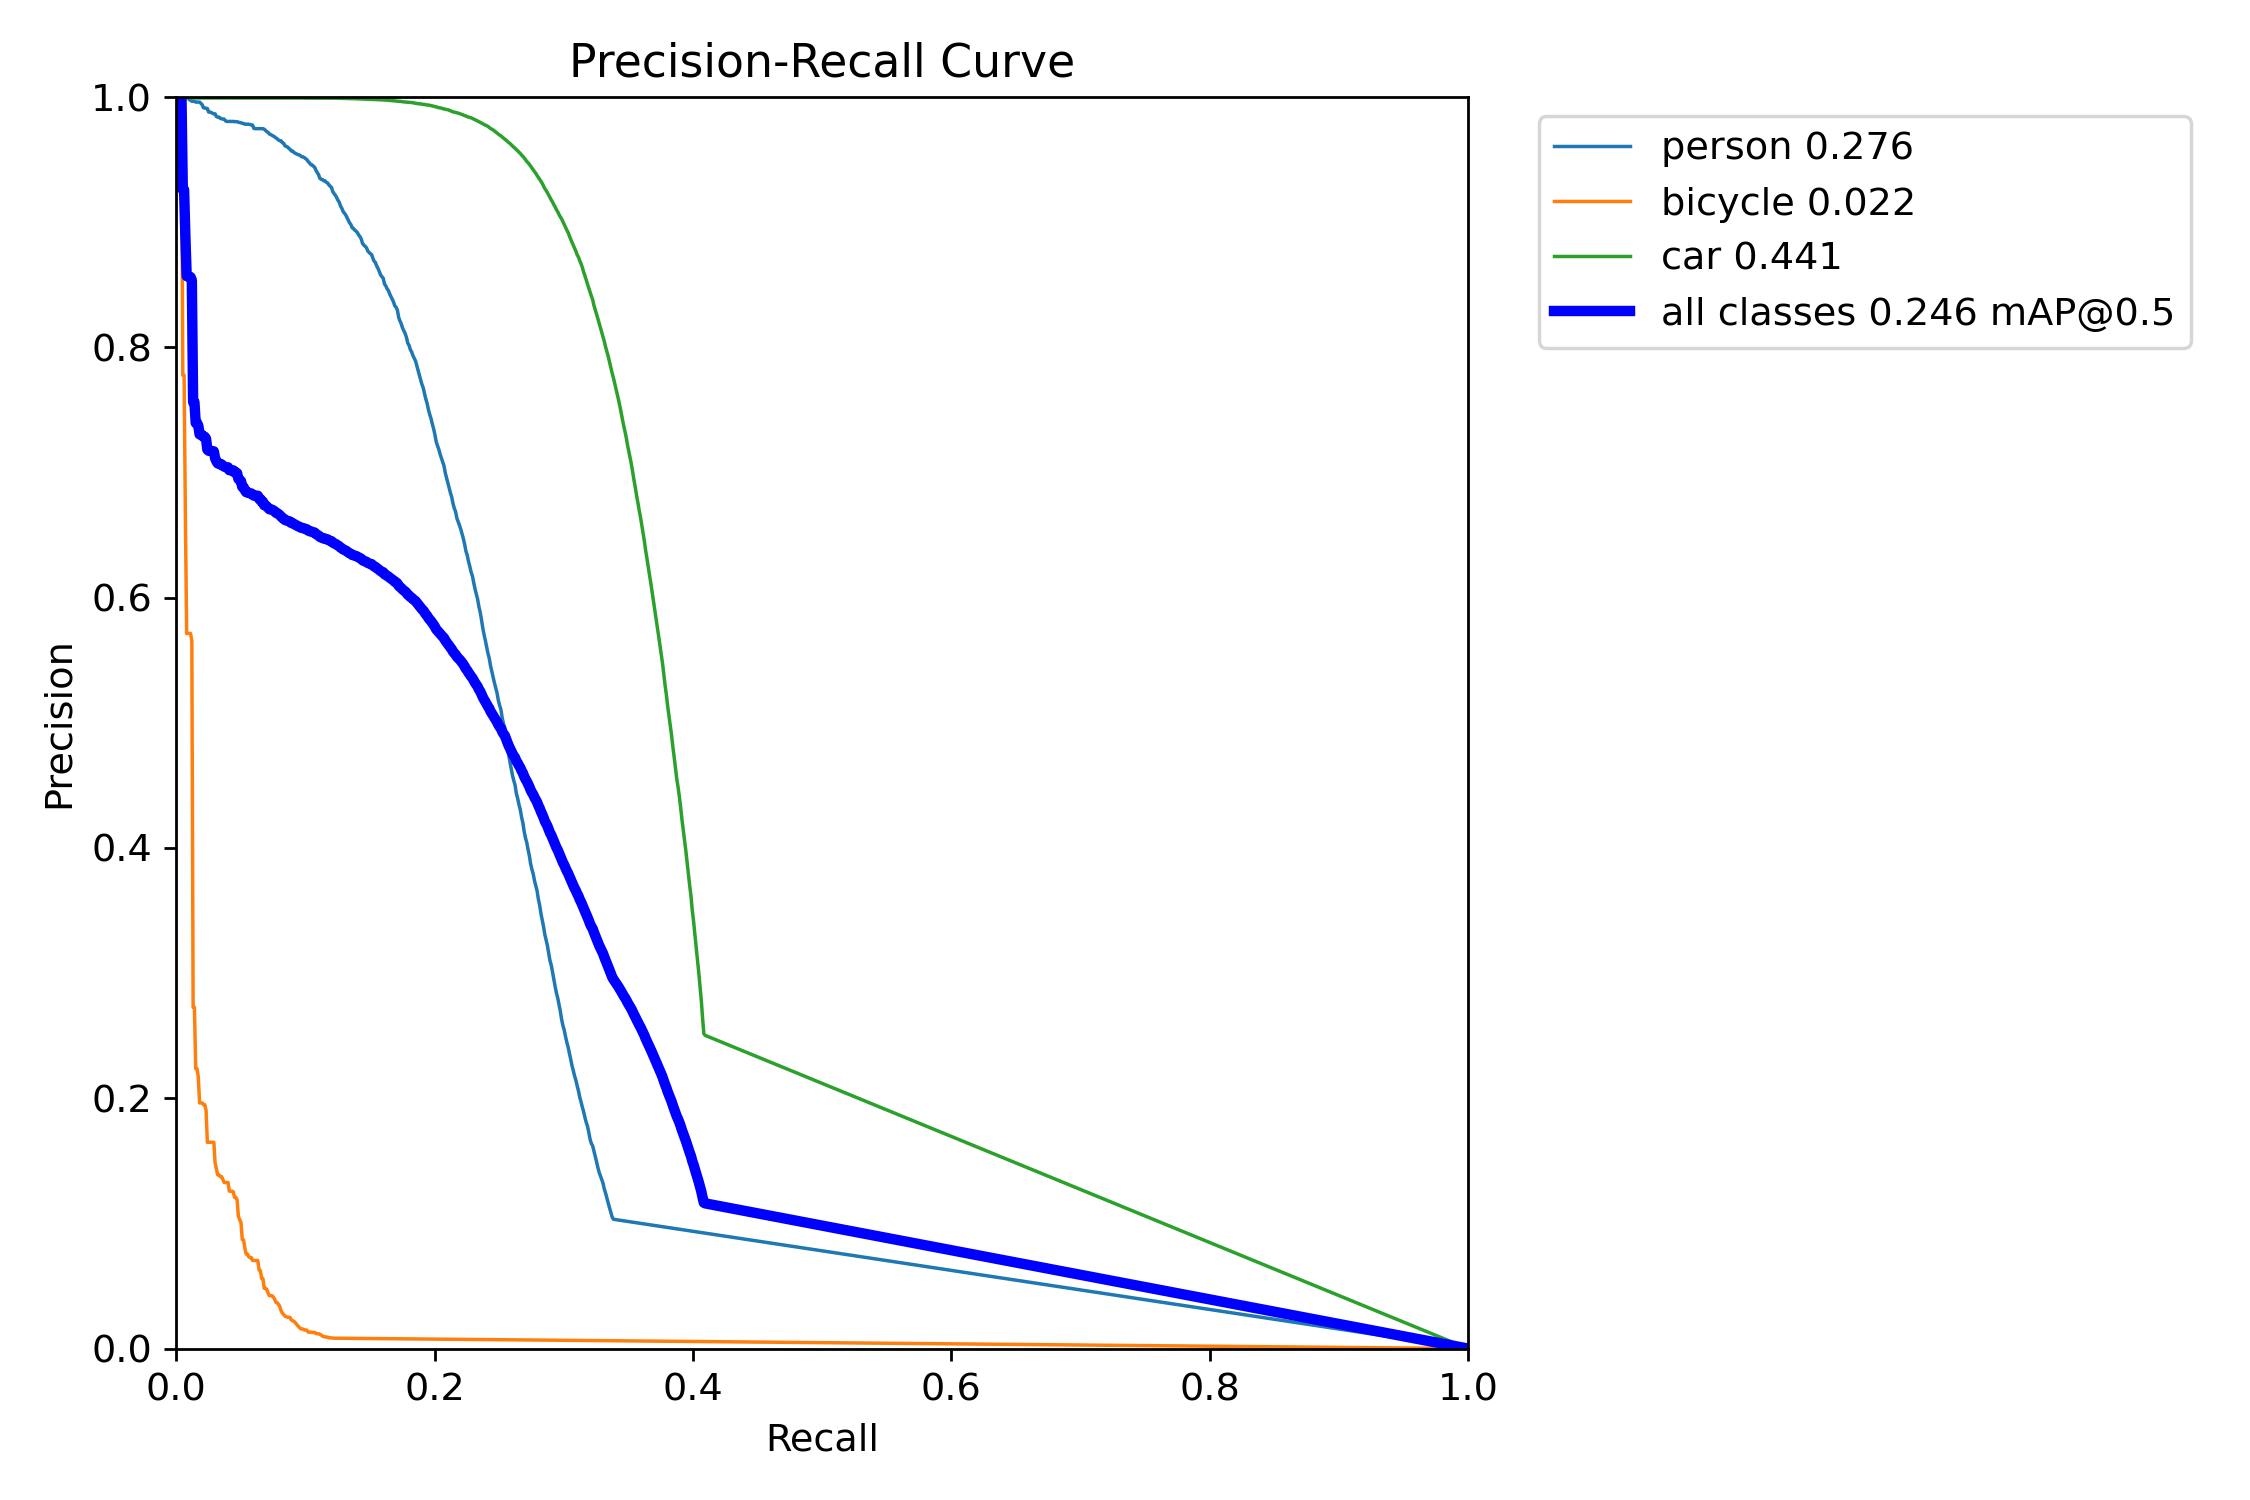 Precision-Recall Curve
1.0
0.8
0.6
0.4
0.2
0.0
Precision
0.0 0.2 0.4 0.6 0.8 1.0
Recall
person 0.276
bicycle 0.022
car 0.441
all classes 0.246 mAP@0.5